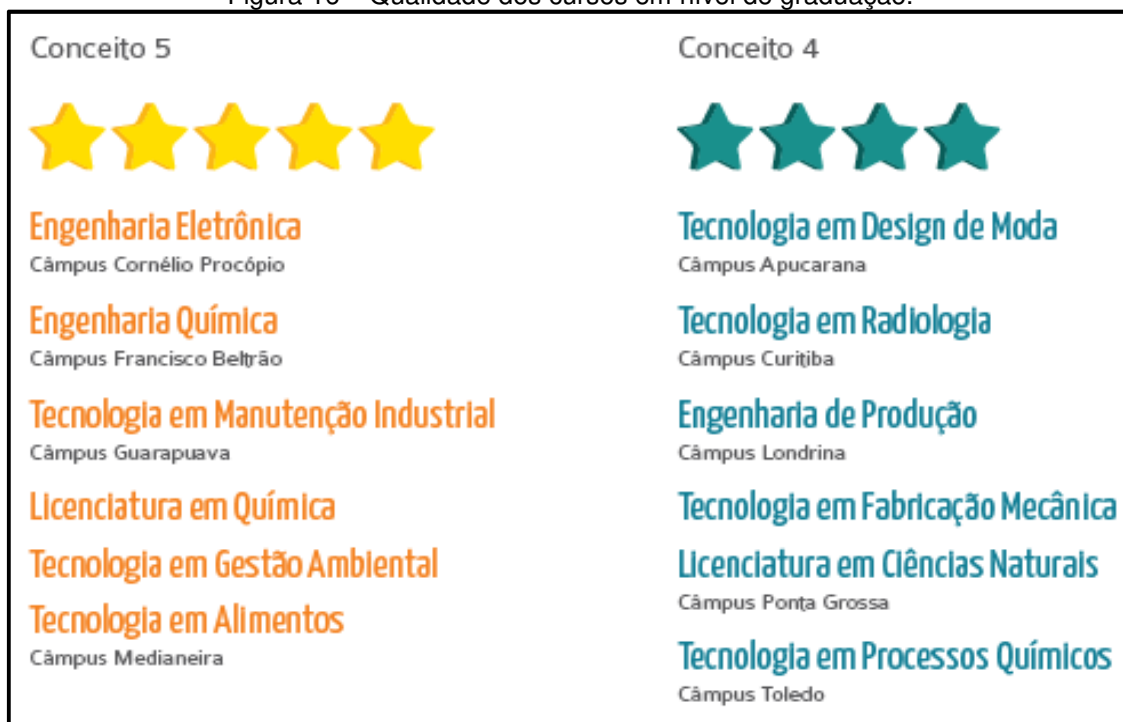 Figura 10 – Qualidade dos cursos em nível de graduação.
Conceito 5
Engenharia Eletrônica
Câmpus Cornélio Procópio
Engenharia Química
Câmpus Francisco Beltrão
Tecnologia em Manutenção Industrial
Câmpus Guarapuava
Licenciatura em Química
Tecnologia em Gestão Ambiental
Tecnologia em Alimentos
Câmpus Medianeira
Conceito 4
Tecnologia em Design de Moda
Câmpus Apucarana
Tecnologia em Radiologia
Câmpus Curitiba
Engenharia de Produção
Câmpus Londrina
Tecnologia em Fabricação Mecânica
Licenciatura em Ciências Naturais
Câmpus Ponta Grossa
Tecnologia em Processos Químicos
Câmpus Toledo